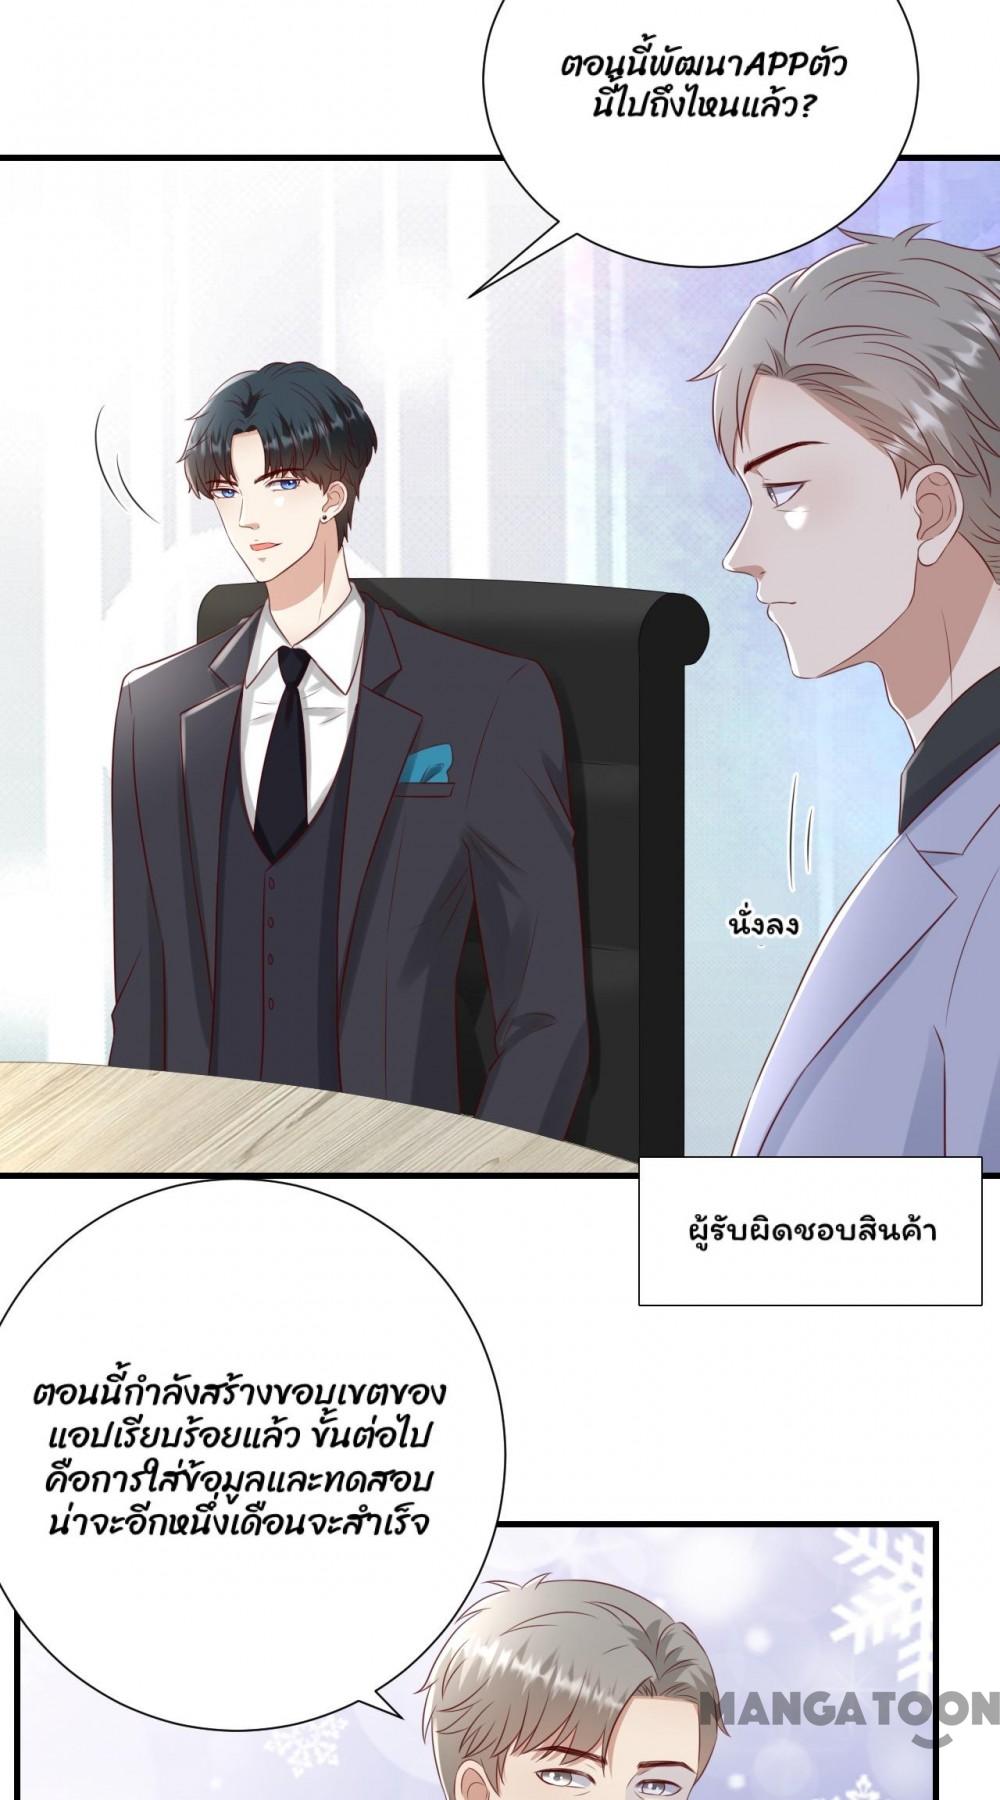 ตอนนี้พัฒนาAPPตัว
นี้ไปถึงไหนแล้ว?
นั่งลง
ผู้รับผิดชอบสินค้า
ตอนนี้กำลังสร้างขอบเขตของ
แอปเรียบร้อยแล้ว ขั้นต่อไป
คือการใส่ข้อมูลและทดสอบ
น่าจะอีกหนึ่งเดือนจะสำเร็จ
MANGATOON